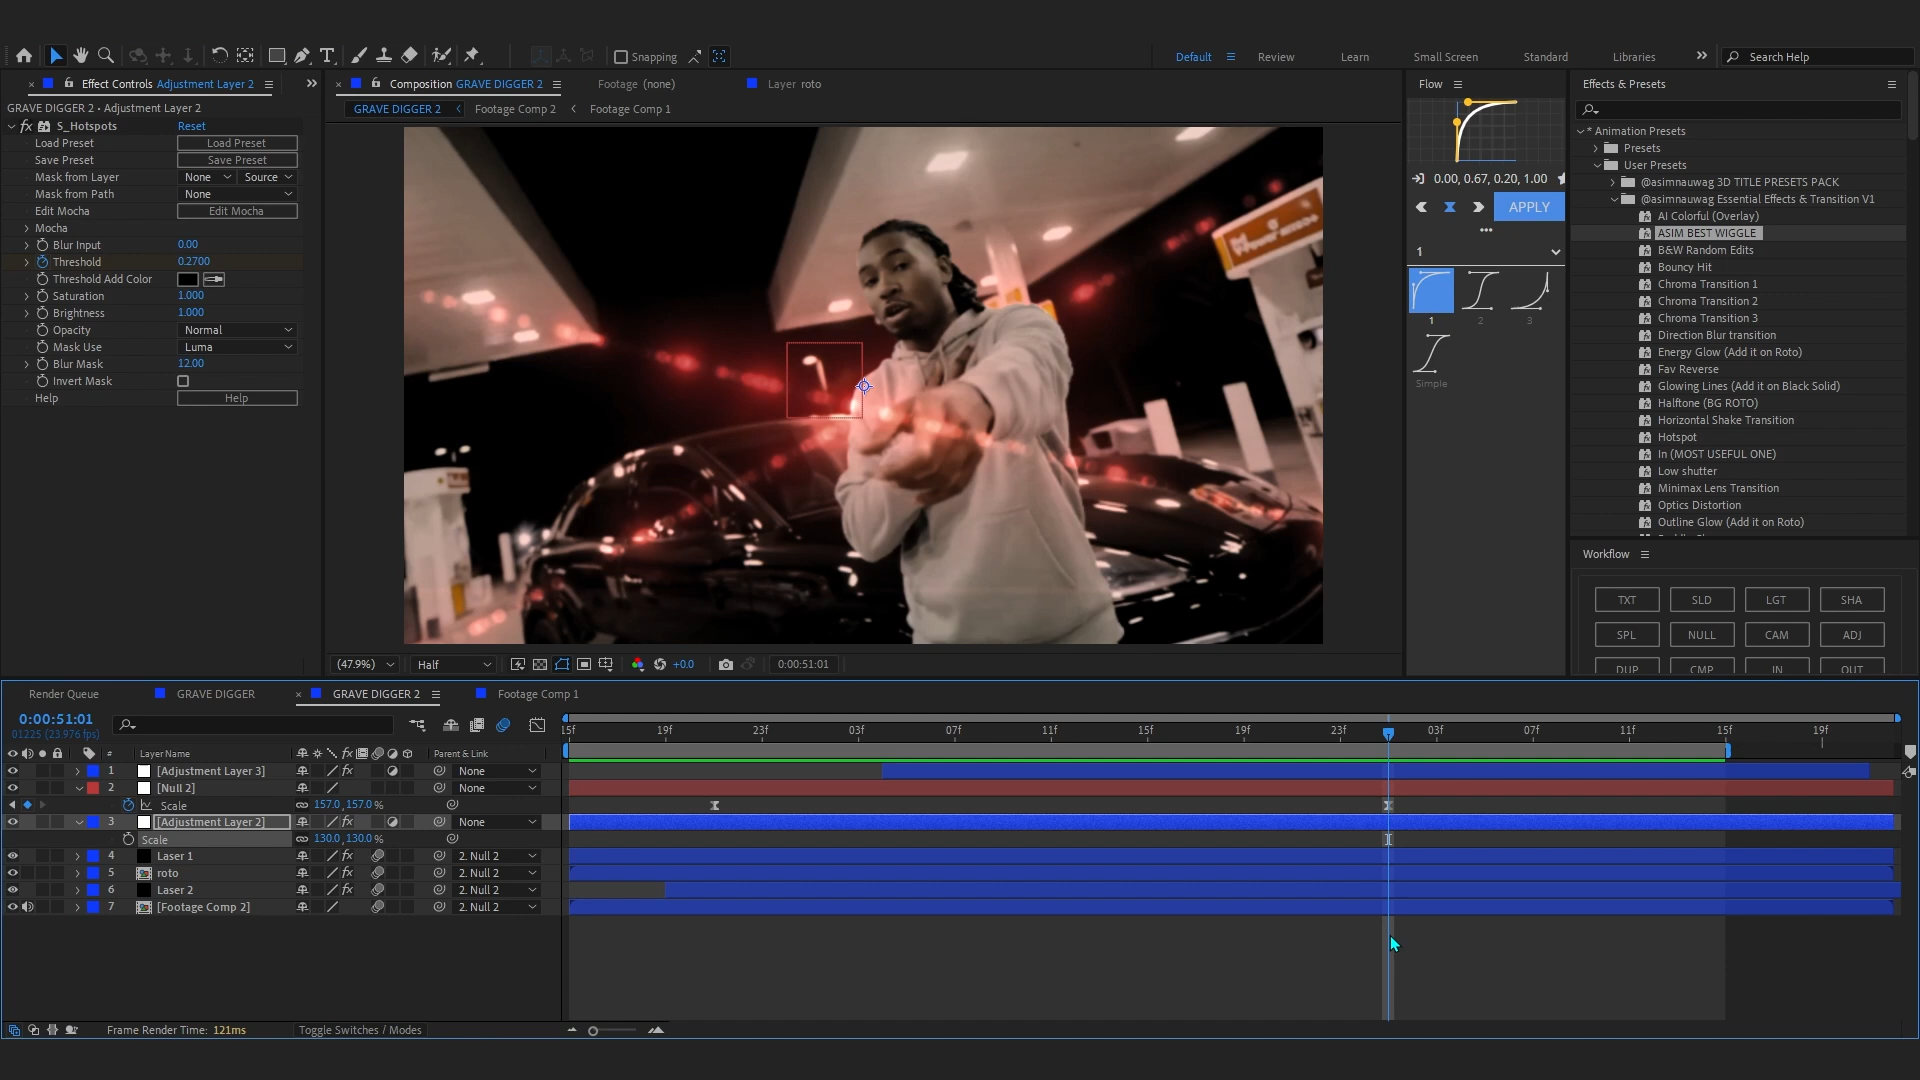 Snapping
Default
Review
Learn
Small Screen
Standard
Libraries
Search Help
Effect Controls Adjustment Layer 2
Composition GRAVE DIGGER 2
Footage (none)
Layer roto
Flow
Effects & Presets
GRAVE DIGGER 2 • Adjustment Layer 2
GRAVE DIGGER 2
Footage Comp 2
Footage Comp 1
fx S_Hotspots Reset
Load Preset Load Preset
Save Preset Save Preset
Mask from Layer None Source
Mask from Path None
Edit Mocha Edit Mocha
Mocha
Blur Input 0.00
Threshold 0.2700
Threshold Add Color
Saturation 1.000
Brightness 1.000
Opacity Normal
Mask Use Luma
Blur Mask 12.00
Invert Mask
Help Help
0.00, 0.67, 0.20, 1.00
APPLY
1
1 2 3
Simple
* Animation Presets
Presets
User Presets
@asimnauwag 3D TITLE PRESETS PACK
@asimnauwag Essential Effects & Transition V1
AI Colorful (Overlay)
ASIM BEST WIGGLE
B&W Random Edits
Bouncy Hit
Chroma Transition 1
Chroma Transition 2
Chroma Transition 3
Direction Blur transition
Energy Glow (Add it on Roto)
Fav Reverse
Glowing Lines (Add it on Black Solid)
Halftone (BG ROTO)
Horizontal Shake Transition
Hotspot
In (MOST USEFUL ONE)
Low shutter
Minimax Lens Transition
Optics Distortion
Outline Glow (Add it on Roto)
Workflow
TXT SLD LGT SHA
SPL NULL CAM ADJ
DUP CMP IN OUT
(47.9%) Half +0.0 0:00:51:01
Render Queue
GRAVE DIGGER
GRAVE DIGGER 2
Footage Comp 1
0:00:51:01
01225 (23.976 fps)
15f 19f 23f 03f 07f 11f 15f 19f 23f 03f 07f 11f 15f 19f
# Layer Name fx Parent & Link
1 [Adjustment Layer 3] fx None
2 [Null 2] None
Scale 157.0, 157.0 %
3 [Adjustment Layer 2] fx None
Scale 130.0, 130.0 %
4 Laser 1 fx 2. Null 2
5 roto fx 2. Null 2
6 Laser 2 fx 2. Null 2
7 [Footage Comp 2] 2. Null 2
Frame Render Time: 121ms
Toggle Switches / Modes